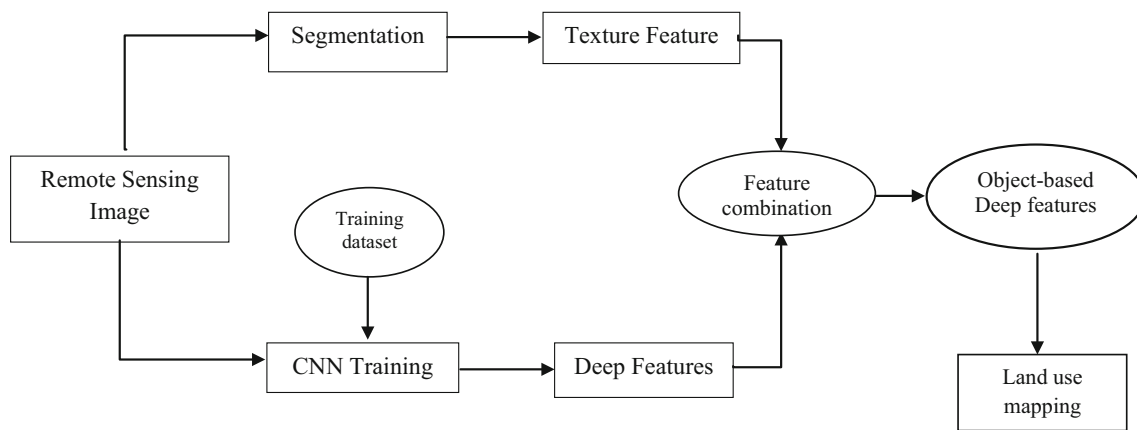 Segmentation
Texture Feature
Remote Sensing
Image
Training
dataset
Feature
combination
Object-based
Deep features
CNN Training
Deep Features
Land use
mapping